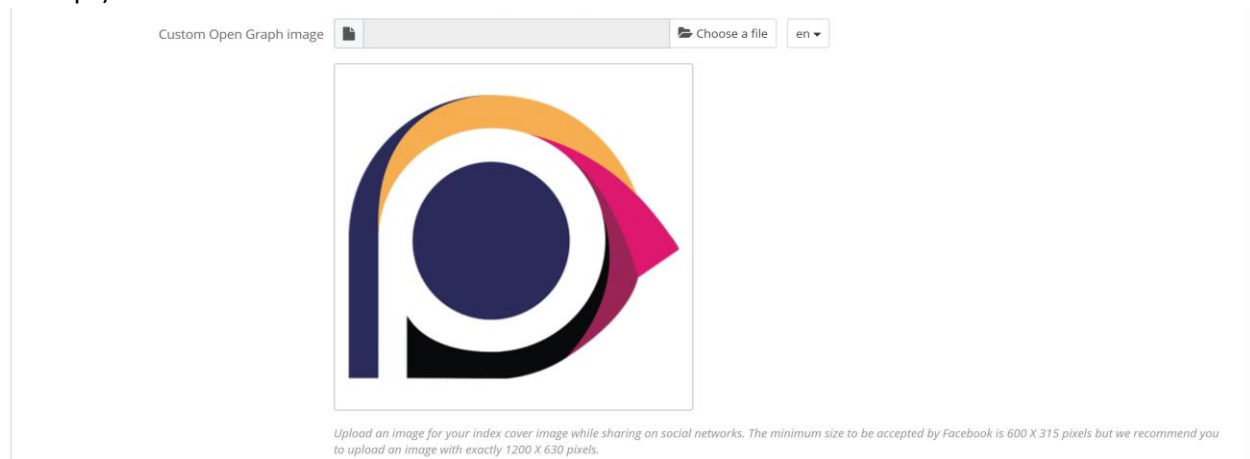 Custom Open Graph image
Choose a file
en
Upload an image for your index cover image while sharing on social networks. The minimum size to be accepted by Facebook is 600 X 315 pixels but we recommend you
to upload an image with exactly 1200 X 630 pixels.